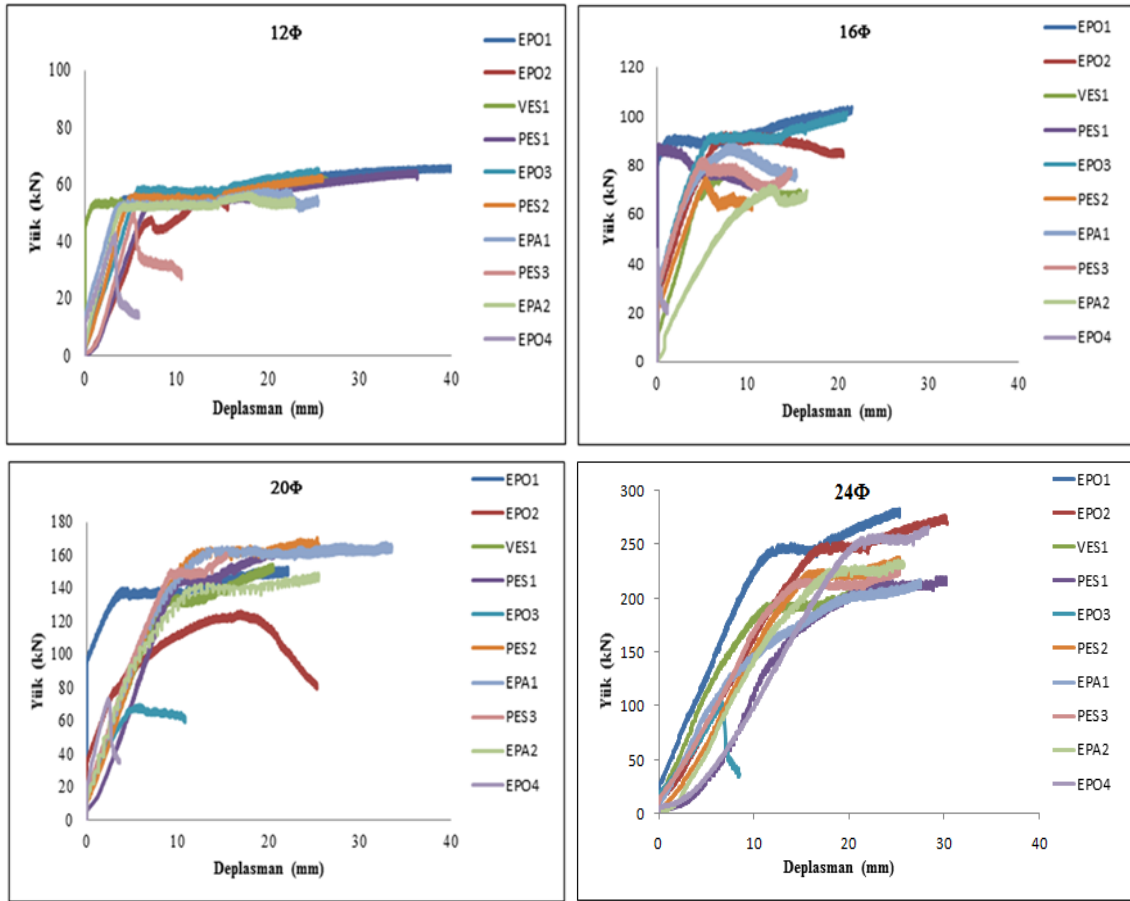 12Φ
Yük (kN)
100
80
60
40
20
0
0 10 20 30 40
Deplasman (mm)
EPO1
EPO2
VES1
PES1
EPO3
PES2
EPA1
PES3
EPA2
EPO4
16Φ
Yük (kN)
120
100
80
60
40
20
0
0 10 20 30 40
Deplasman (mm)
EPO1
EPO2
VES1
PES1
EPO3
PES2
EPA1
PES3
EPA2
EPO4
20Φ
Yük (kN)
180
160
140
120
100
80
60
40
20
0
0 10 20 30 40
Deplasman (mm)
EPO1
EPO2
VES1
PES1
EPO3
PES2
EPA1
PES3
EPA2
EPO4
24Φ
Yük (kN)
300
250
200
150
100
50
0
0 10 20 30 40
Deplasman (mm)
EPO1
EPO2
VES1
PES1
EPO3
PES2
EPA1
PES3
EPA2
EPO4